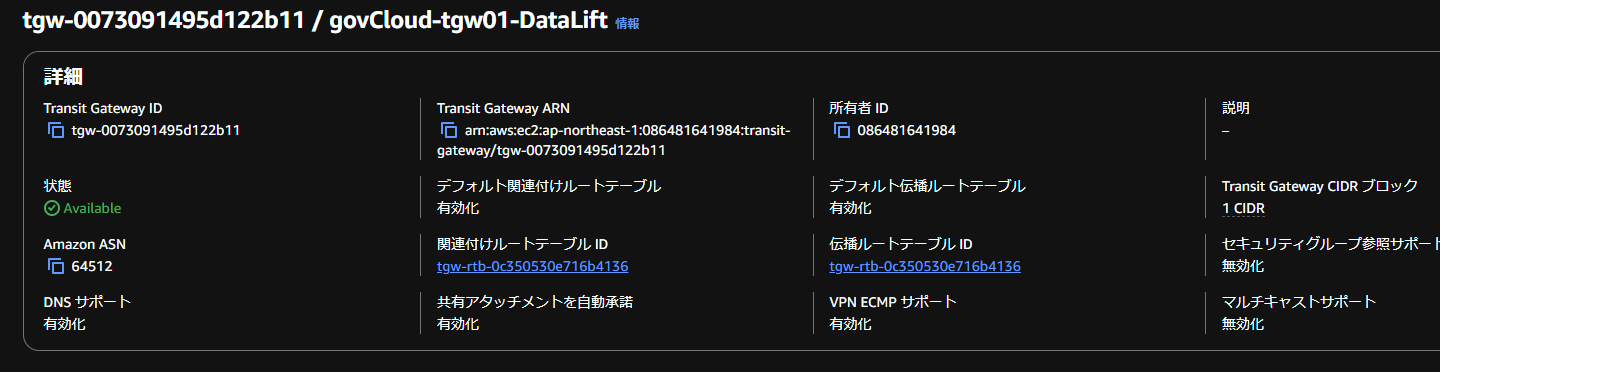 tgw-0073091495d122b11 / govCloud-tgw01-DataLift 情報
詳細
Transit Gateway ID
tgw-0073091495d122b11
Transit Gateway ARN
arn:aws:ec2:ap-northeast-1:086481641984:transit-
gateway/tgw-0073091495d122b11
所有者 ID
086481641984
説明
–
状態
Available
デフォルト関連付けルートテーブル
有効化
デフォルト伝播ルートテーブル
有効化
Transit Gateway CIDR ブロック
1 CIDR
Amazon ASN
64512
関連付けルートテーブル ID
tgw-rtb-0c350530e716b4136
伝播ルートテーブル ID
tgw-rtb-0c350530e716b4136
セキュリティグループ参照サポート
無効化
DNS サポート
有効化
共有アタッチメントを自動承諾
有効化
VPN ECMP サポート
有効化
マルチキャストサポート
無効化